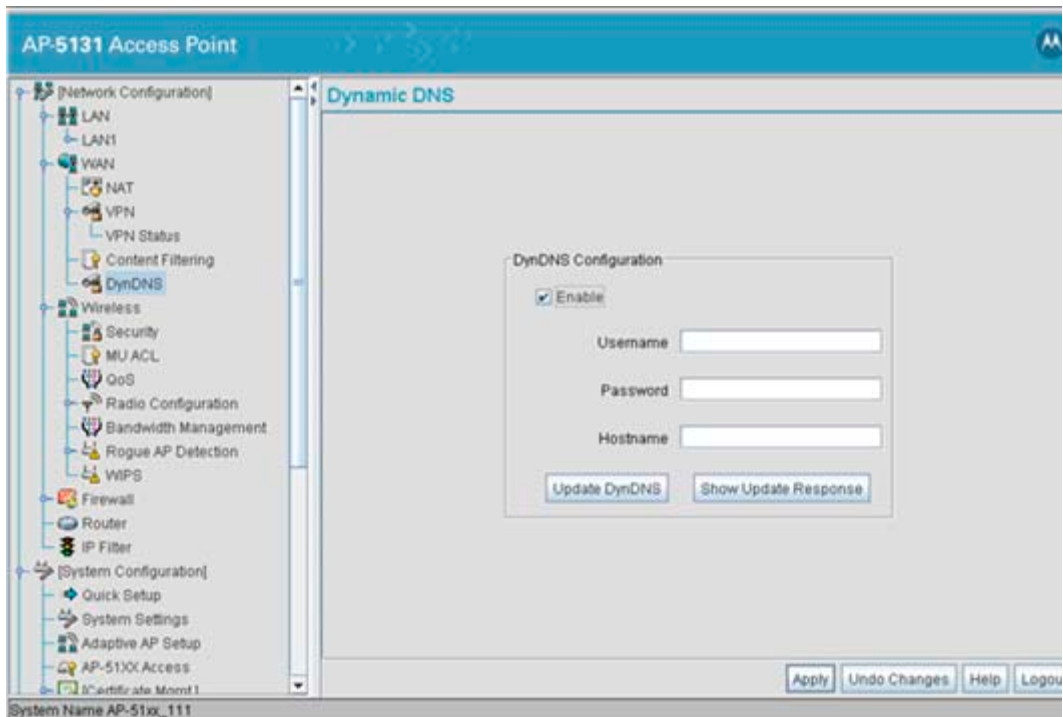 AP-5131 Access Point
[Network Configuration]
LAN
LAN1
WAN
NAT
VPN
VPN Status
Content Filtering
DynDNS
Wireless
Security
MU ACL
QoS
Radio Configuration
Bandwidth Management
Rogue AP Detection
WIPS
Firewall
Router
IP Filter
[System Configuration]
Quick Setup
System Settings
Adaptive AP Setup
AP-51XX Access
[Certificate Mgmt.]
Dynamic DNS
DynDNS Configuration
Enable
Username
Password
Hostname
Update DynDNS Show Update Response
Apply Undo Changes Help Logou
System Name AP-51xx_111